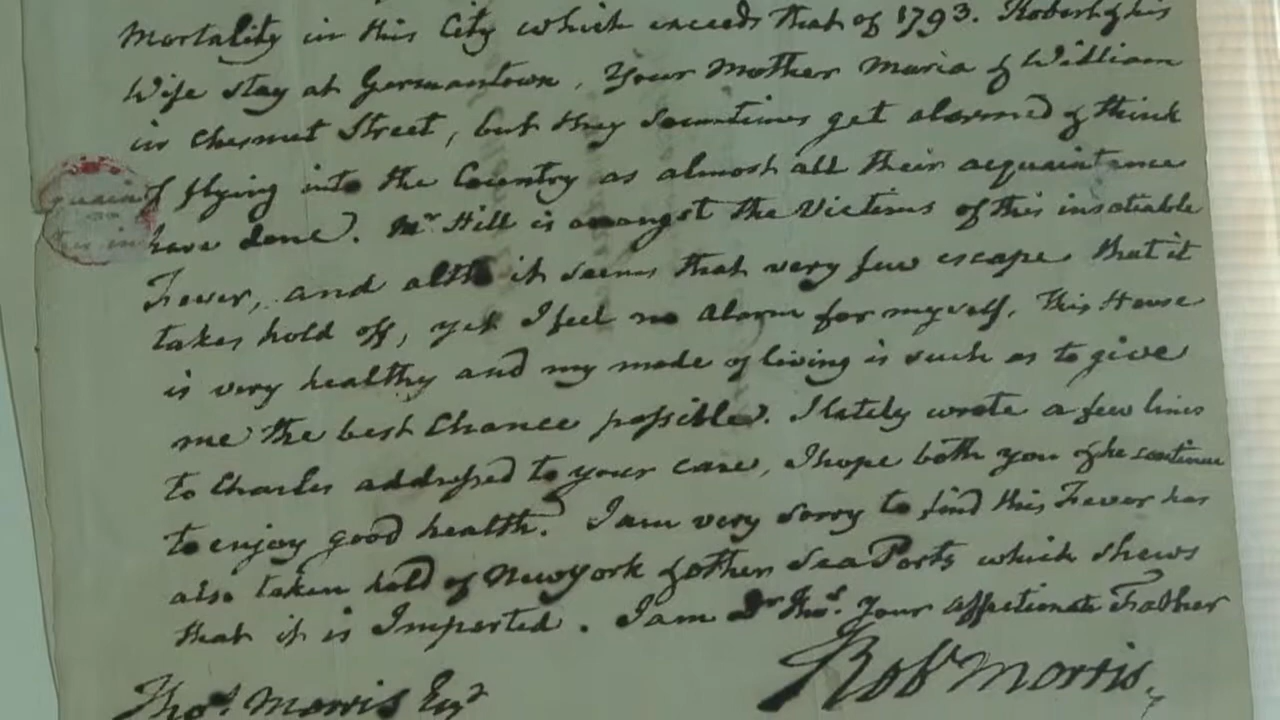 Mortality in this City which exceeds that of 1793. Robert & his
Wife stay at Germantown, Your Mother Maria & William
in Chesnut Street, but they Sometimes get alarmed & think
of flying into the Country as almost all their acquaintance
have done. Mr. Hill is amongst the Victims of this insatiable
Fever, and altho it seems that very few escape that it
takes hold off, yet I feel no Alarm for myself. This House
is very healthy and my mode of living is such as to give
me the best Chance possible. I lately wrote a few lines
to Charles addressed to your care, I hope both you & he continue
to enjoy good health. I am very sorry to find this Fever has
also taken hold of New York & other Sea Ports which shews
that it is Imported. I am Dr Thos. Your affectionate Father
Robt Morris
Thos. Morris Esqr